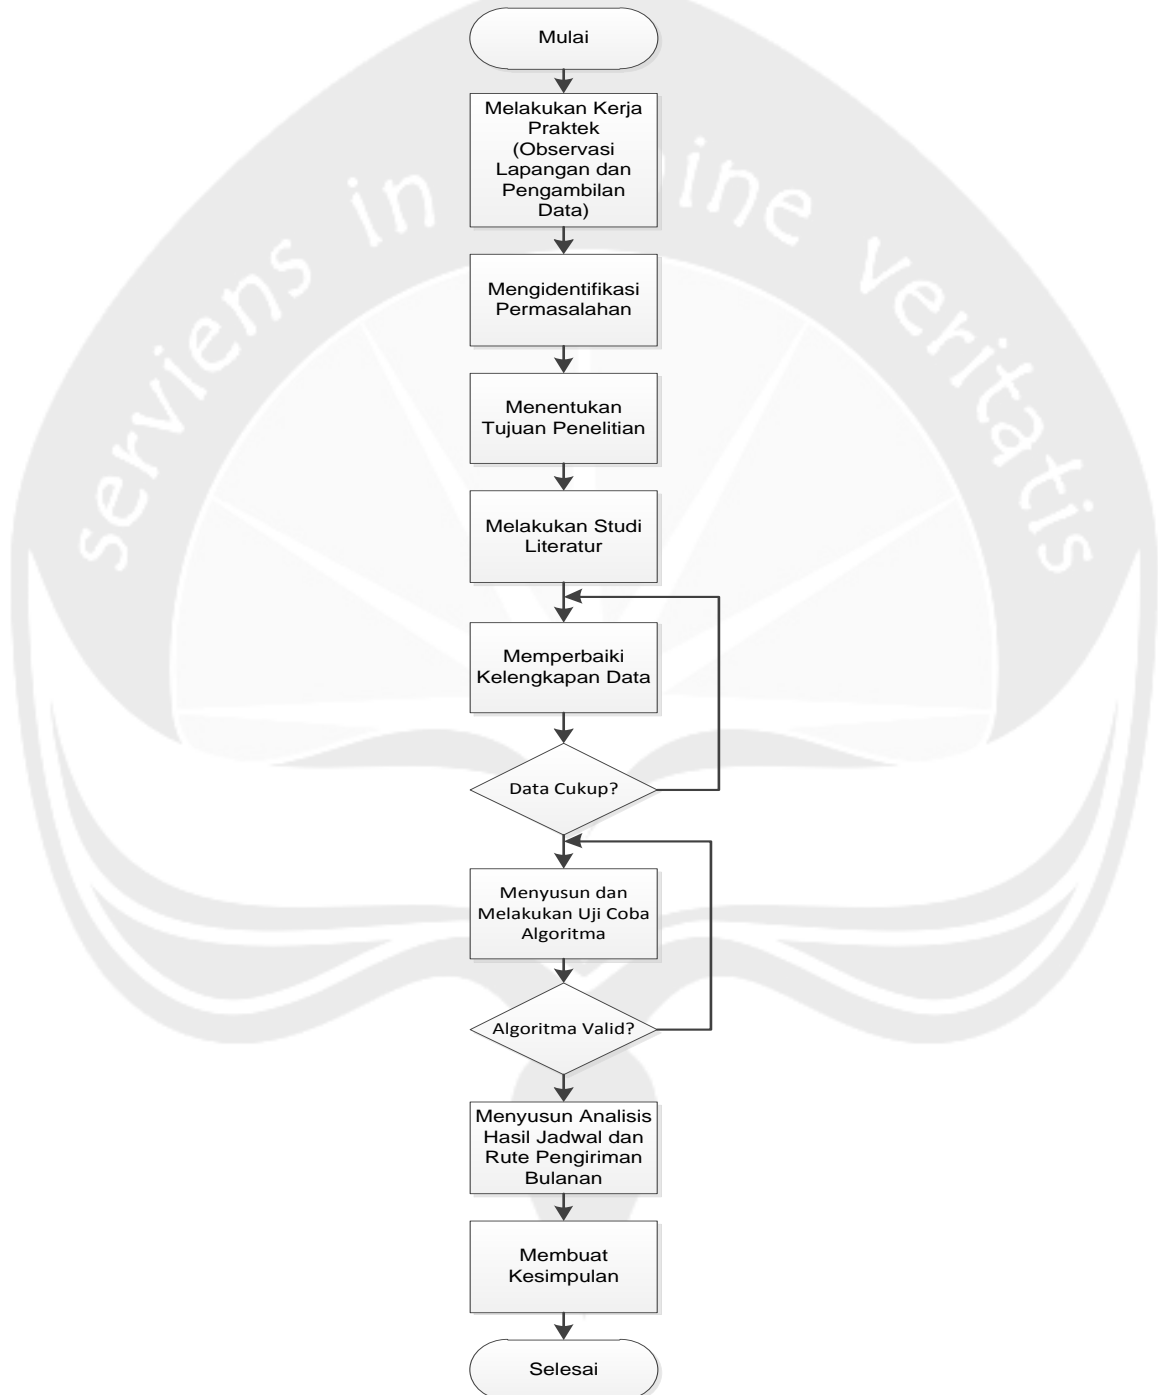 Mulai
Melakukan Kerja
Praktek
(Observasi
Lapangan dan
Pengambilan
Data)
Mengidentifikasi
Permasalahan
Menentukan
Tujuan Penelitian
Melakukan Studi
Literatur
Memperbaiki
Kelengkapan Data
Data Cukup?
Menyusun dan
Melakukan Uji Coba
Algoritma
Algoritma Valid?
Menyusun Analisis
Hasil Jadwal dan
Rute Pengiriman
Bulanan
Membuat
Kesimpulan
Selesai
serviens in ine veritatis